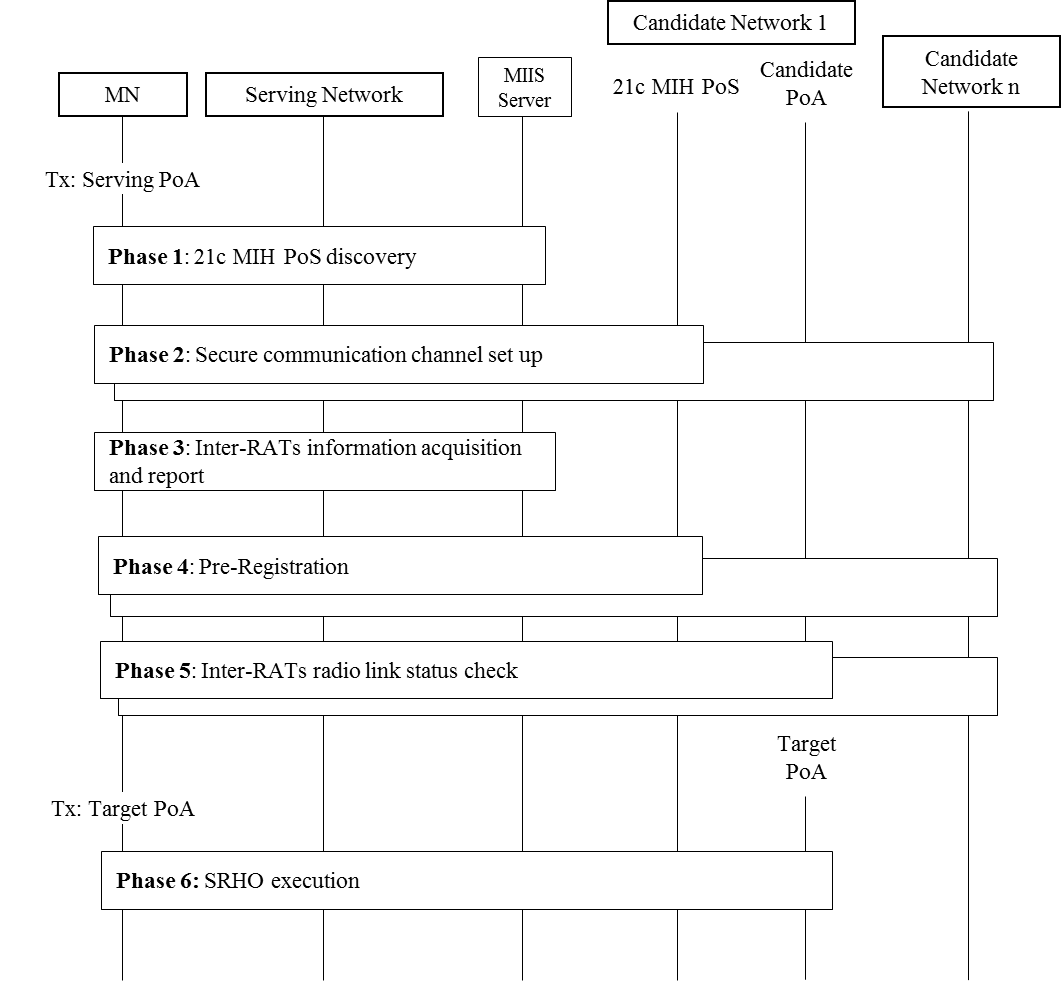 Candidate Network 1
MN
Serving Network
MIIS
Server
21c MIH PoS
Candidate
PoA
Candidate
Network n
Tx: Serving PoA
Phase 1: 21c MIH PoS discovery
Phase 2: Secure communication channel set up
Phase 3: Inter-RATs information acquisition
and report
Phase 4: Pre-Registration
Phase 5: Inter-RATs radio link status check
Target
PoA
Tx: Target PoA
Phase 6: SRHO execution